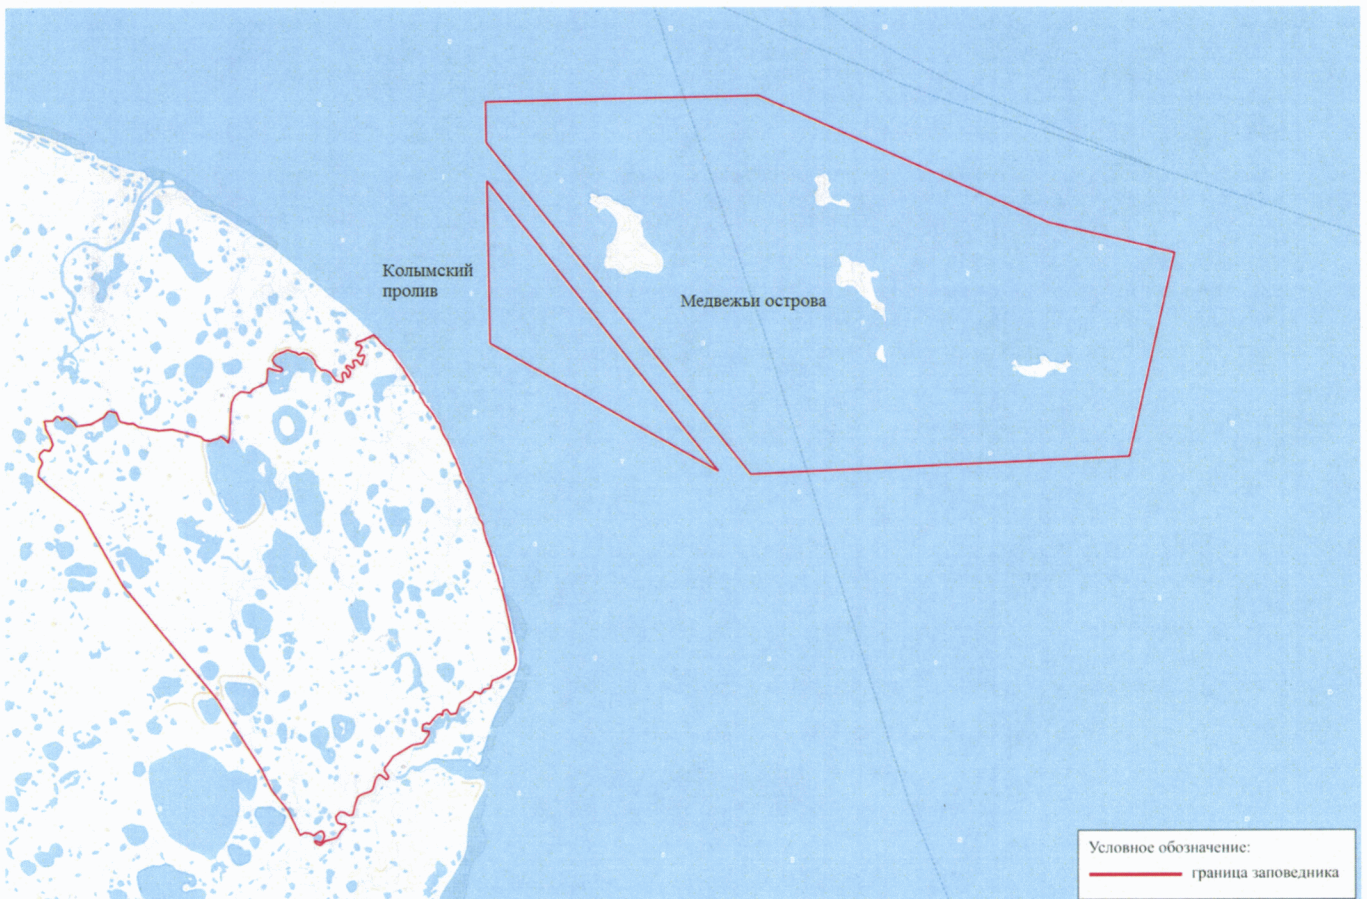 Колымский
пролив
Медвежьи острова
Условное обозначение:
граница заповедника